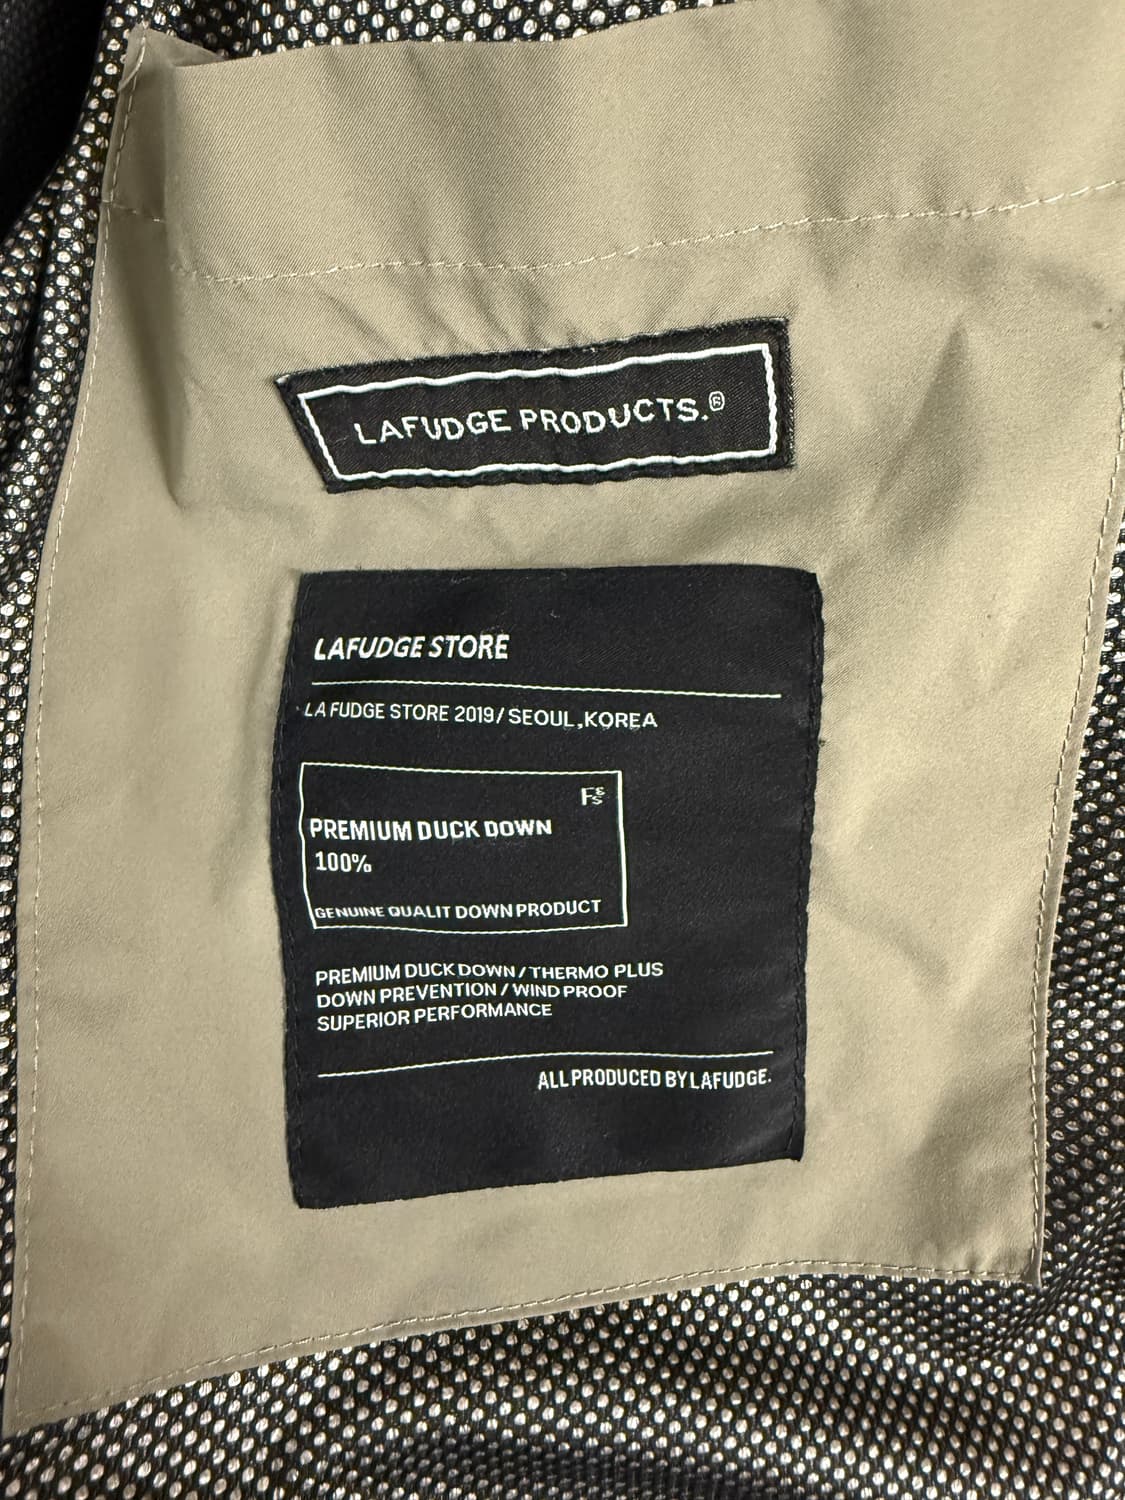 LAFUDGE PRODUCTS.®
LAFUDGE STORE
LA FUDGE STORE 2019/ SEOUL,KOREA
F&S
PREMIUM DUCK DOWN
100%
GENUINE QUALIT DOWN PRODUCT
PREMIUM DUCK DOWN / THERMO PLUS
DOWN PREVENTION / WIND PROOF
SUPERIOR PERFORMANCE
ALL PRODUCED BY LAFUDGE.